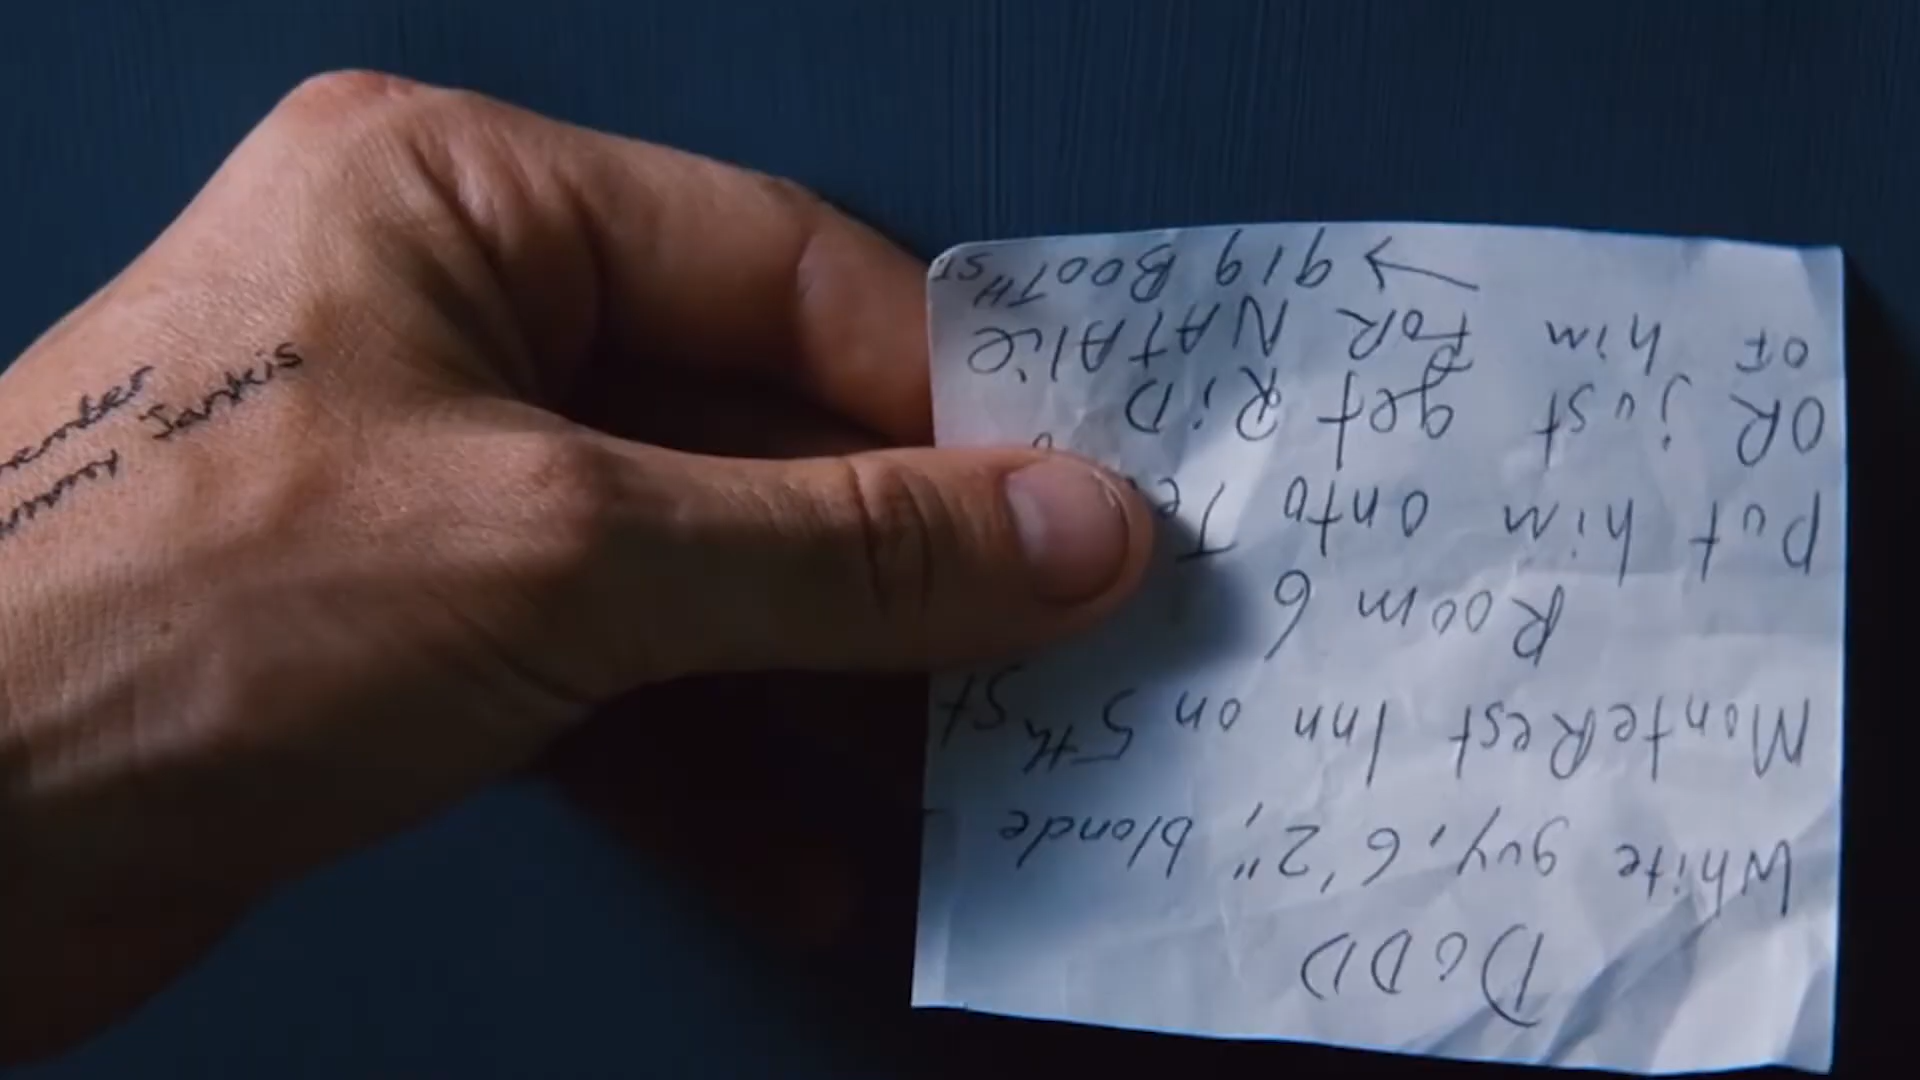 Jankis
DODD
White guy, 6'2", blonde
MonteRest Inn on 5th St
Room 6
put him onto
OR just get RiD
OF him FOR NATAliE
→ 619 BOOTH ST